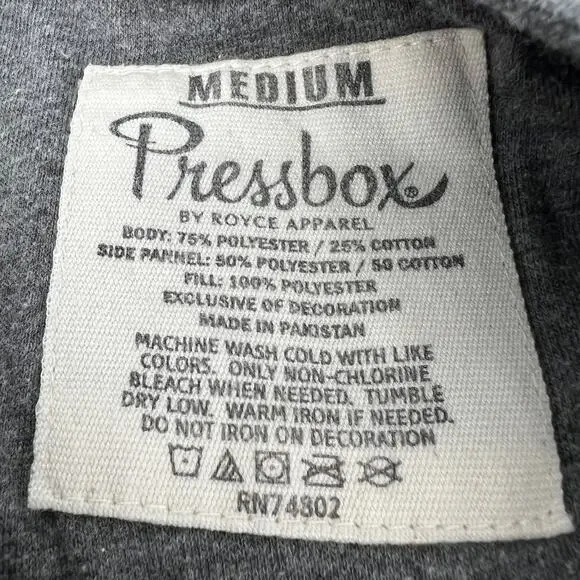 MEDIUM
Pressbox®
BY ROYCE APPAREL
BODY: 75% POLYESTER / 25% COTTON
SIDE PANNEL: 50% POLYESTER / 50 COTTON
FILL: 100% POLYESTER
EXCLUSIVE OF DECORATION
MADE IN PAKISTAN
MACHINE WASH COLD WITH LIKE
COLORS. ONLY NON-CHLORINE
BLEACH WHEN NEEDED. TUMBLE
DRY LOW. WARM IRON IF NEEDED.
DO NOT IRON ON DECORATION
RN74802